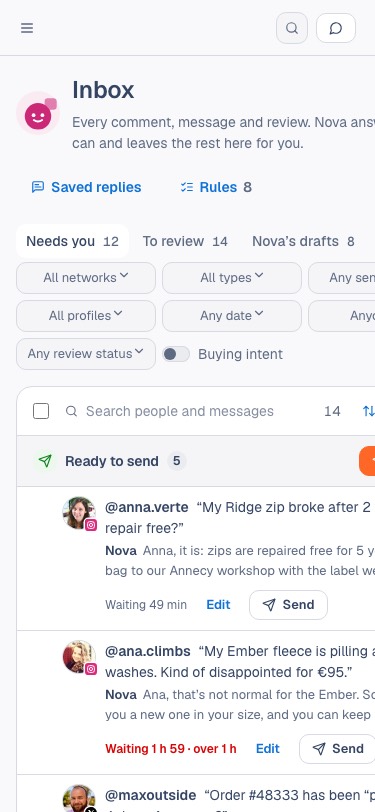 Inbox
Every comment, message and review. Nova
can and leaves the rest here for you.
Saved replies
Rules 8
Needs you 12
To review 14
Nova’s drafts 8
All networks
All types
Any
All profiles
Any date
Any review status
Buying intent
Search people and messages
14
Ready to send 5
@anna.verte “My Ridge zip broke after 2
repair free?”
Nova Anna, it is: zips are repaired free for 5
bag to our Annecy workshop with the label
Waiting 49 min
Edit
Send
@ana.climbs “My Ember fleece is pilling
washes. Kind of disappointed for €95.”
Nova Ana, that’s not normal for the Ember.
you a new one in your size, and you can keep
Waiting 1 h 59 · over 1 h
Edit
Send
@maxoutside “Order #48333 has been